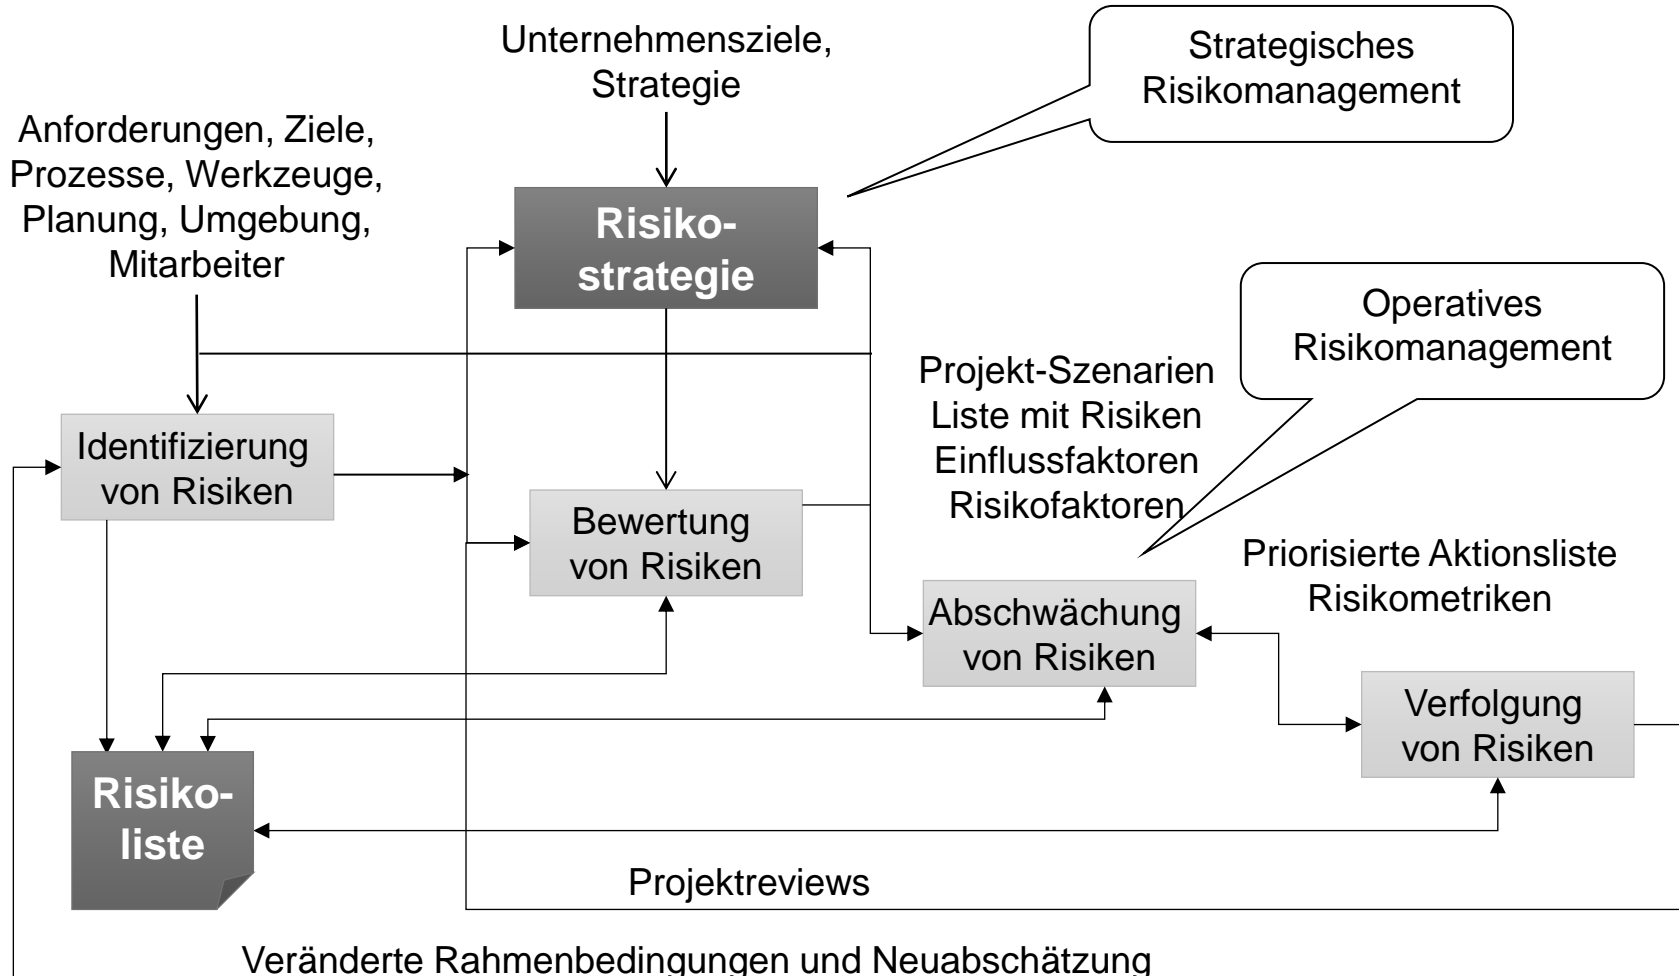 Unternehmensziele,
Strategie
Strategisches
Risikomanagement
Anforderungen, Ziele,
Prozesse, Werkzeuge,
Planung, Umgebung,
Mitarbeiter
Risiko-
strategie
Operatives
Risikomanagement
Projekt-Szenarien
Liste mit Risiken
Einflussfaktoren
Risikofaktoren
Identifizierung
von Risiken
Bewertung
von Risiken
Priorisierte Aktionsliste
Risikometriken
Abschwächung
von Risiken
Verfolgung
von Risiken
Risiko-
liste
Projektreviews
Veränderte Rahmenbedingungen und Neuabschätzung